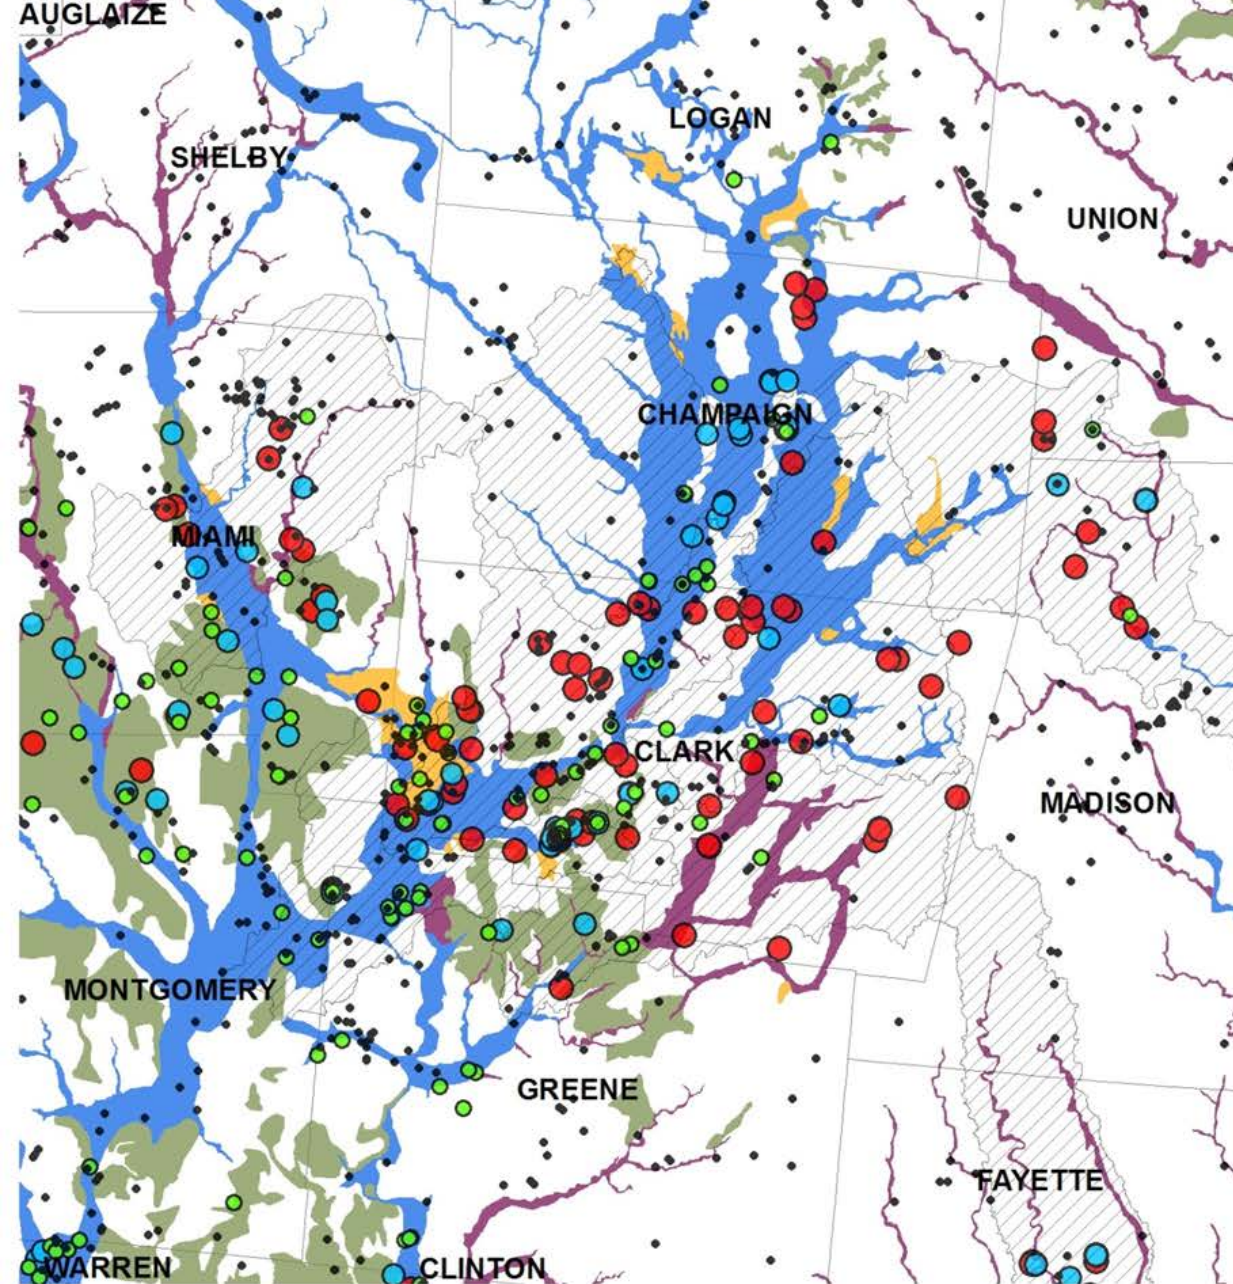 AUGLAIZE
LOGAN
SHELBY
UNION
CHAMPAIGN
MIAMI
CLARK
MADISON
MONTGOMERY
GREENE
FAYETTE
WARREN
CLINTON